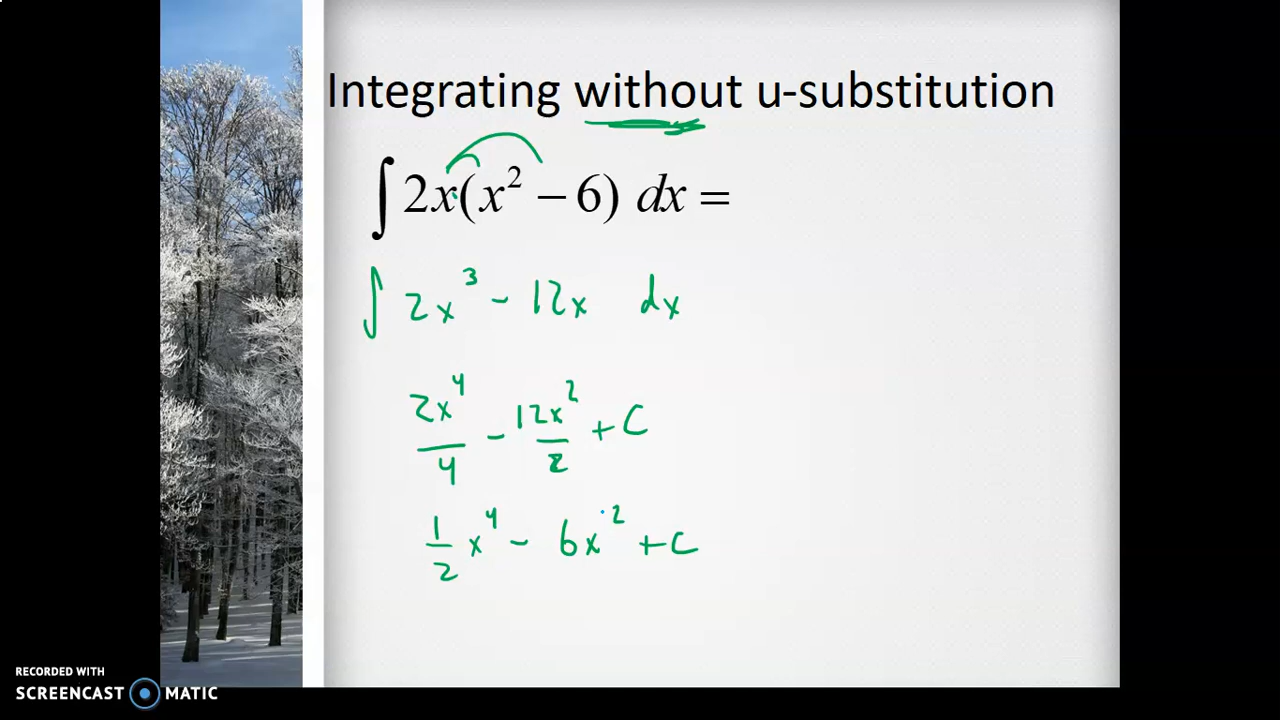 Integrating without u-substitution
∫ 2x(x² − 6) dx =
∫ 2x³ − 12x dx
2x⁴/4 − 12x²/2 + C
1/2 x⁴ − 6x² + C
RECORDED WITH
SCREENCAST MATIC